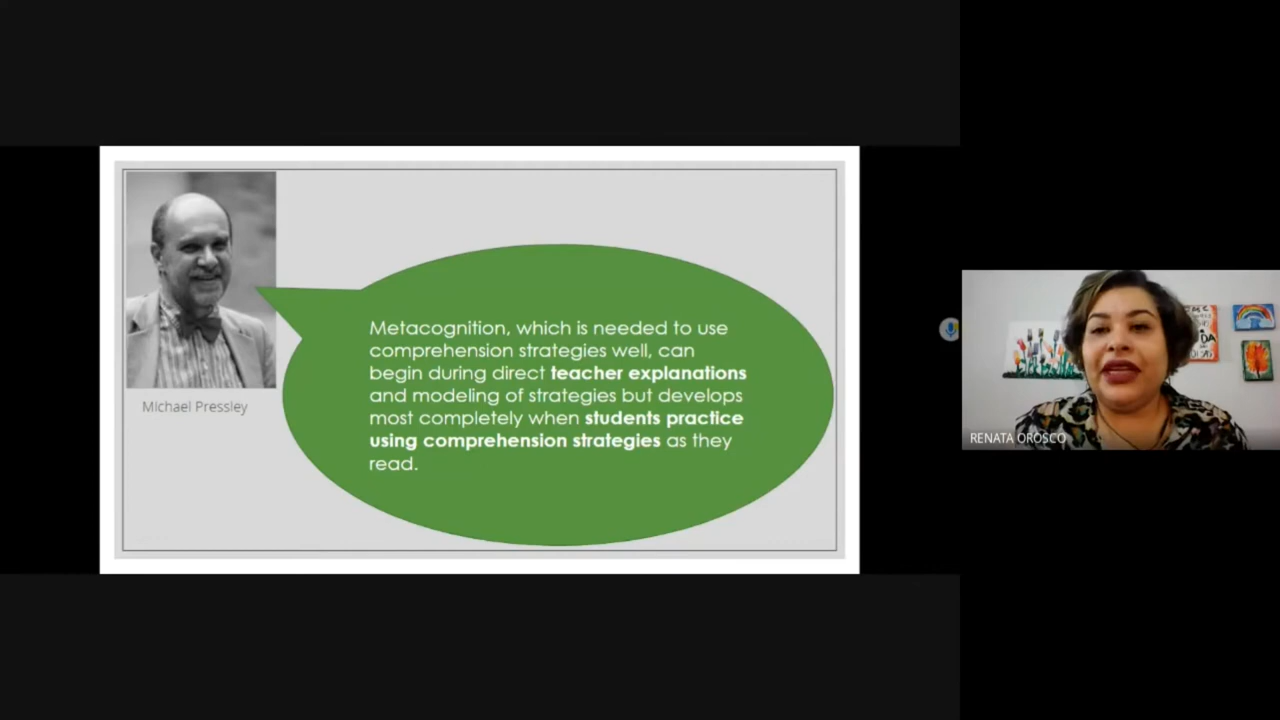 Metacognition, which is needed to use
comprehension strategies well, can
begin during direct teacher explanations
and modeling of strategies but develops
most completely when students practice
using comprehension strategies as they
read.
Michael Pressley
RENATA OROSCO